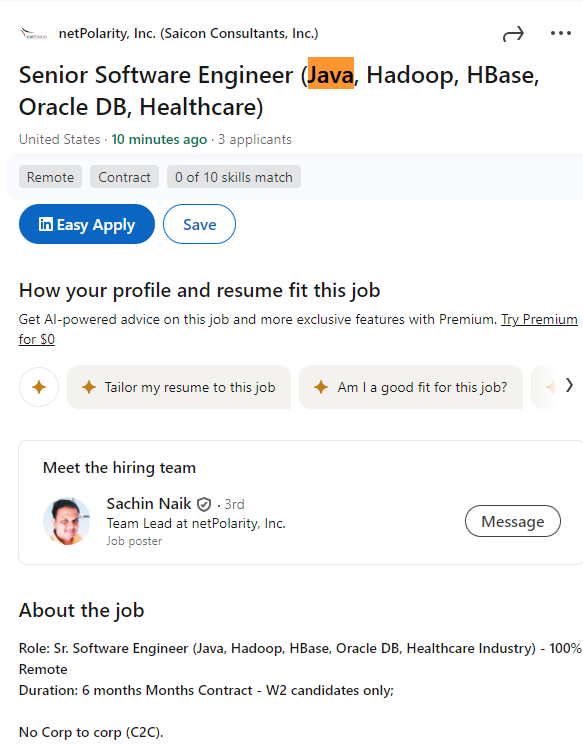 netPolarity, Inc. (Saicon Consultants, Inc.)
Senior Software Engineer (Java, Hadoop, HBase,
Oracle DB, Healthcare)
United States · 10 minutes ago · 3 applicants
Remote
Contract
0 of 10 skills match
in Easy Apply
Save
How your profile and resume fit this job
Get AI-powered advice on this job and more exclusive features with Premium. Try Premium
for $0
Tailor my resume to this job
Am I a good fit for this job?
Meet the hiring team
Sachin Naik · 3rd
Team Lead at netPolarity, Inc.
Job poster
Message
About the job
Role: Sr. Software Engineer (Java, Hadoop, HBase, Oracle DB, Healthcare Industry) - 100%
Remote
Duration: 6 months Months Contract - W2 candidates only;
No Corp to corp (C2C).